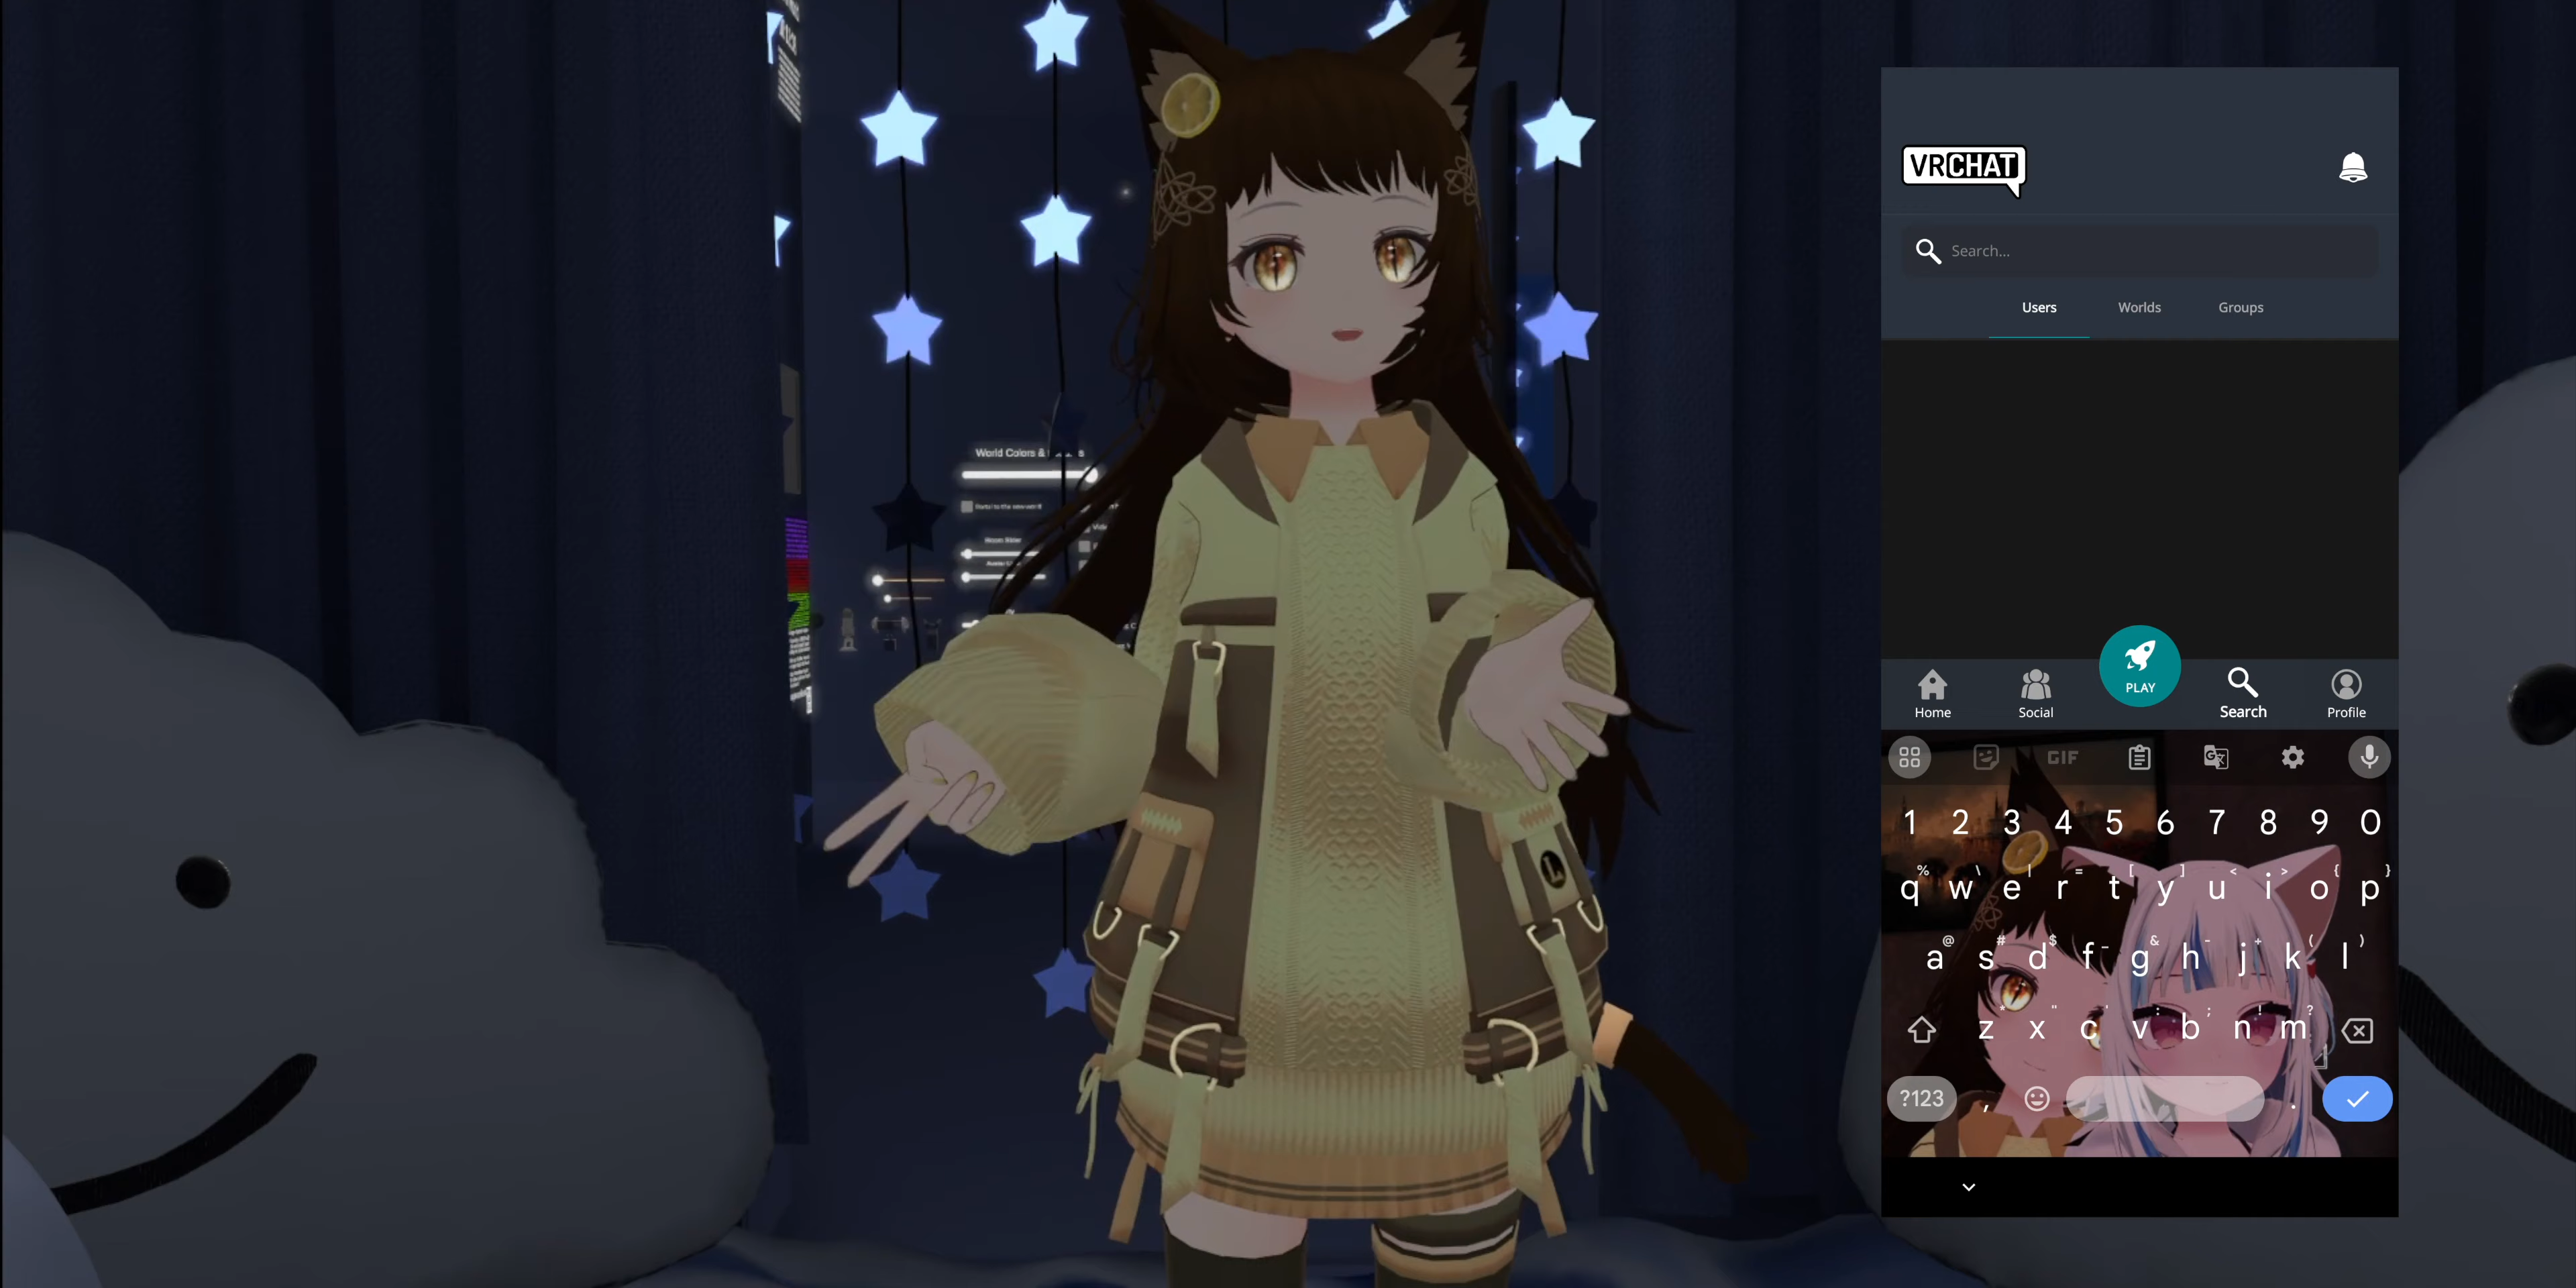 World Colors &
VRCHAT
Search...
Users Worlds Groups
PLAY
Home Social Search Profile
GIF
1 2 3 4 5 6 7 8 9 0
% \ | = [ ] < > { }
q w e r t y u i o p
@ # $ _ & - + ( )
a s d f g h j k l
* " ' : ; ! ?
z x c v b n m
?123 , .